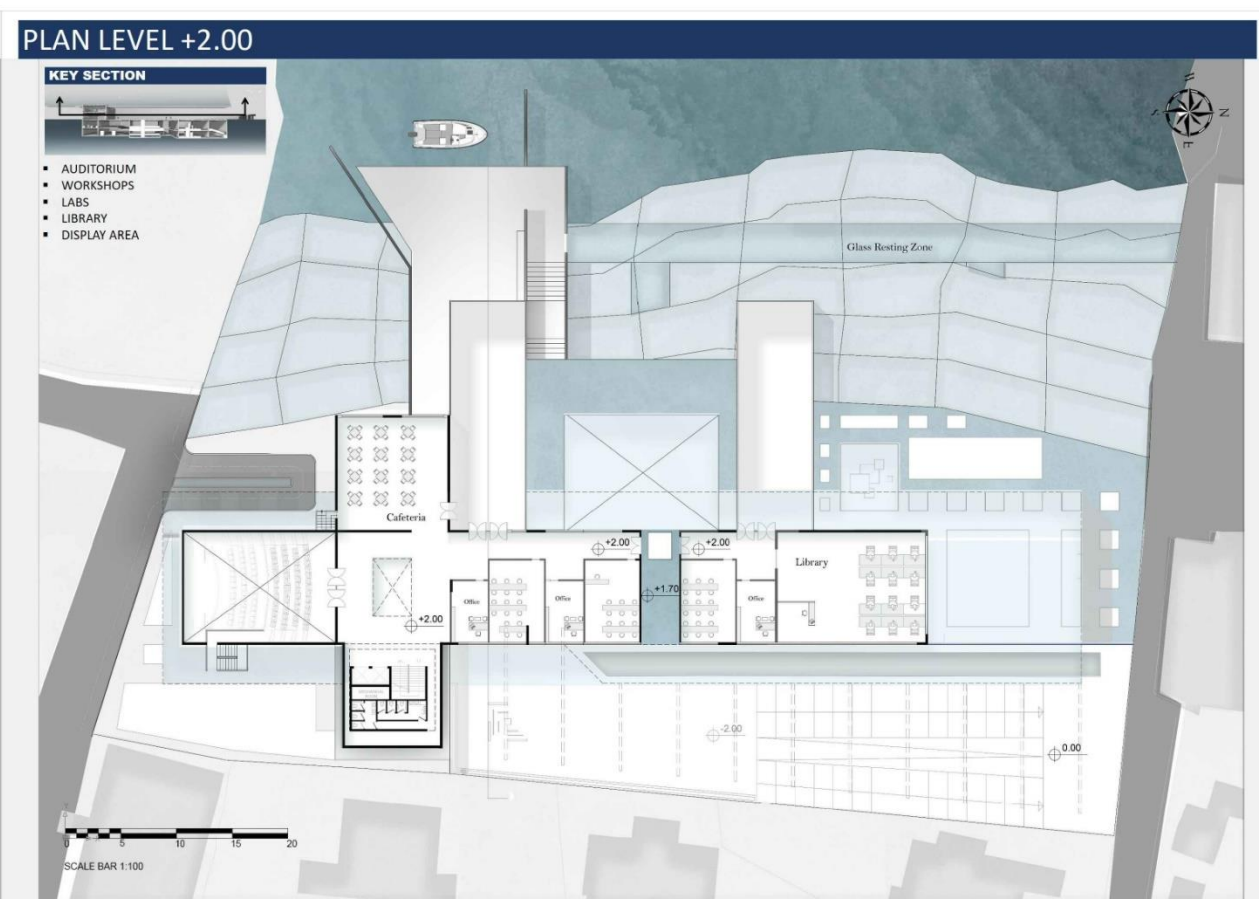 PLAN LEVEL +2.00
KEY SECTION
AUDITORIUM
WORKSHOPS
LABS
LIBRARY
DISPLAY AREA
N
E
Glass Resting Zone
Cafeteria
+2.00
+2.00
Library
+1.70
Office
Office
Office
+2.00
-2.00
0.00
0
5
10
15
20
SCALE BAR 1:100